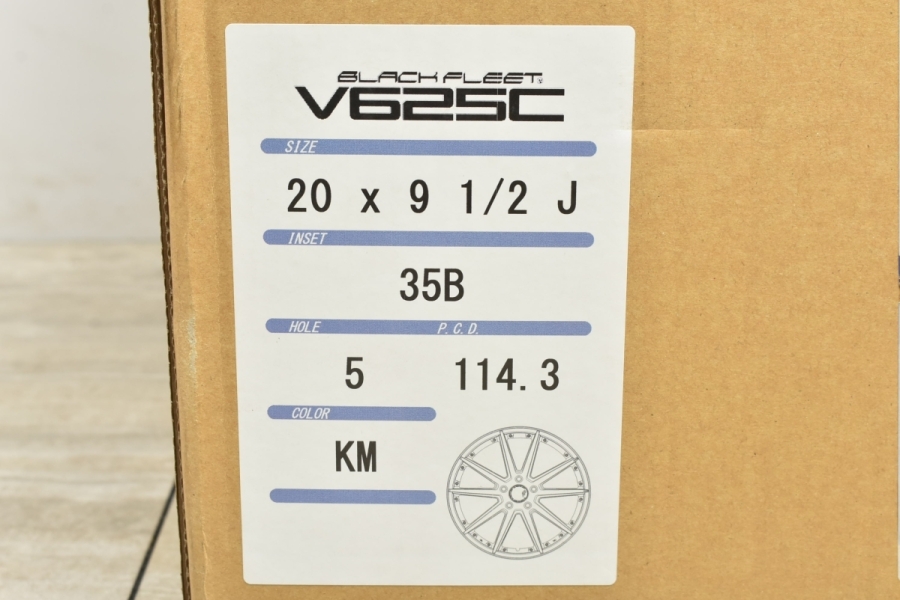 BLACK FLEET
V625C
SIZE
20 x 9 1/2 J
INSET
35B
HOLE P.C.D.
5 114.3
COLOR
KM